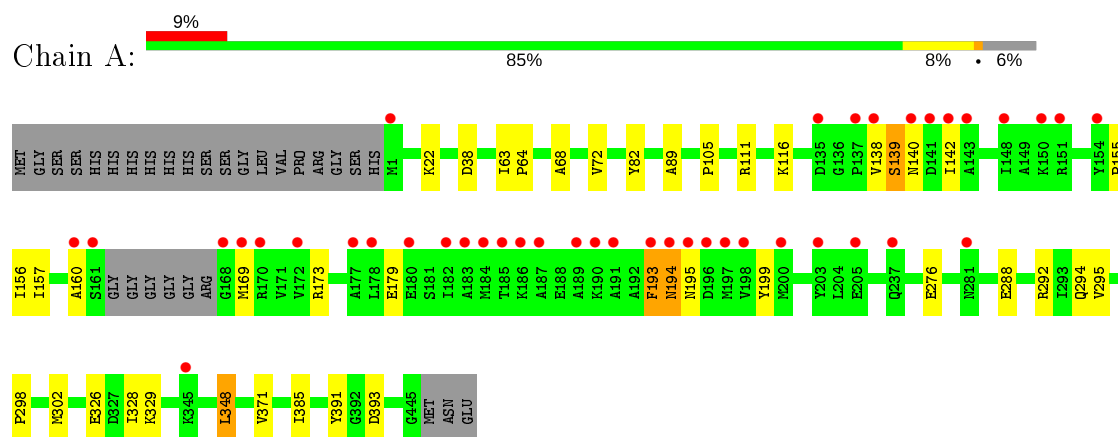 9%
Chain A:
85% 8% • 6%
MET GLY SER SER HIS HIS HIS HIS HIS HIS SER SER GLY LEU VAL PRO ARG GLY SER HIS M1 K22 D38 I63 P64 A68 V72 Y82 A89 P105 R111 K116 D135 G136 P137 V138 S139 N140 D141 I142 A143 I148 A149 K150 R151 Y154
I156 I157 A160 S161 GLY GLY GLY GLY GLY ARG G168 M169 R170 V171 V172 R173 A177 L178 E179 E180 S181 I182 A183 M184 T185 K186 A187 E188 A189 K190 A191 A192 F193 N194 N195 D196 M197 V198 Y199 M200 Y203 L204 E205 Q237 E276 N281 E288 R292 I293 Q294 V295
P298 M302 E326 D327 I328 K329 K345 L348 V371 I385 Y391 G392 D393 G445 MET ASN GLU